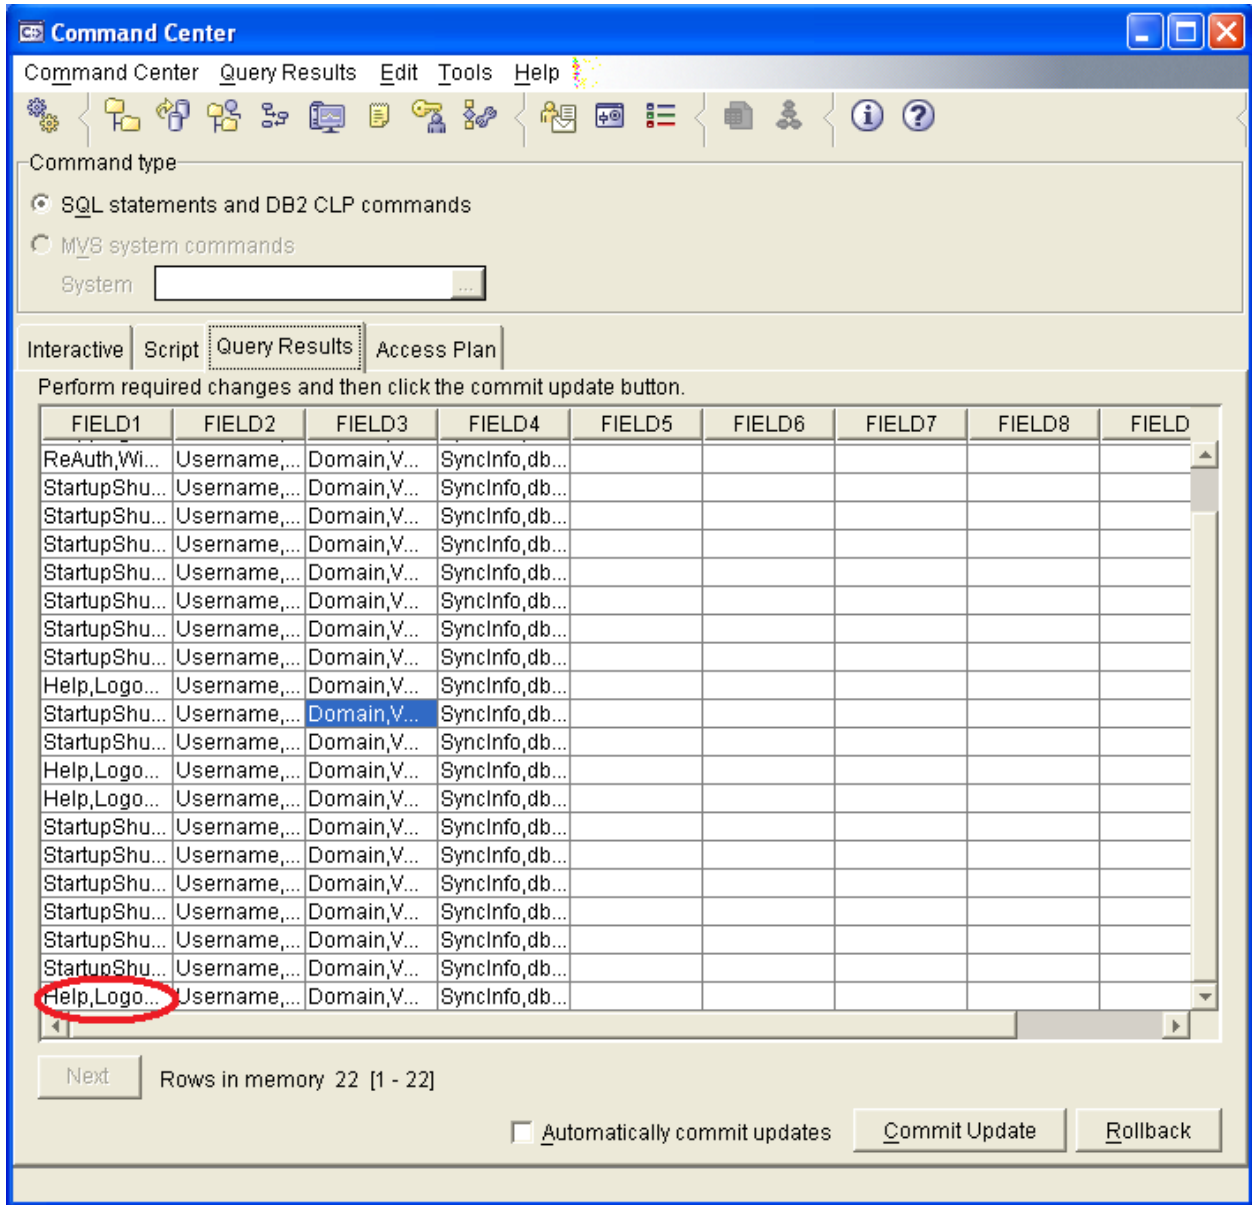 Command Center
Command Center Query Results Edit Tools Help
Command type
SQL statements and DB2 CLP commands
MVS system commands
System ...
Interactive Script Query Results Access Plan
Perform required changes and then click the commit update button.
FIELD1 FIELD2 FIELD3 FIELD4 FIELD5 FIELD6 FIELD7 FIELD8 FIELD
ReAuth,Wi... Username,... Domain,V... SyncInfo,db...
StartupShu... Username,... Domain,V... SyncInfo,db...
StartupShu... Username,... Domain,V... SyncInfo,db...
StartupShu... Username,... Domain,V... SyncInfo,db...
StartupShu... Username,... Domain,V... SyncInfo,db...
StartupShu... Username,... Domain,V... SyncInfo,db...
StartupShu... Username,... Domain,V... SyncInfo,db...
StartupShu... Username,... Domain,V... SyncInfo,db...
Help,Logo... Username,... Domain,V... SyncInfo,db...
StartupShu... Username,... Domain,V... SyncInfo,db...
StartupShu... Username,... Domain,V... SyncInfo,db...
Help,Logo... Username,... Domain,V... SyncInfo,db...
Help,Logo... Username,... Domain,V... SyncInfo,db...
StartupShu... Username,... Domain,V... SyncInfo,db...
StartupShu... Username,... Domain,V... SyncInfo,db...
StartupShu... Username,... Domain,V... SyncInfo,db...
StartupShu... Username,... Domain,V... SyncInfo,db...
StartupShu... Username,... Domain,V... SyncInfo,db...
StartupShu... Username,... Domain,V... SyncInfo,db...
Help,Logo... Username,... Domain,V... SyncInfo,db...
Next Rows in memory 22 [1 - 22]
Automatically commit updates Commit Update Rollback